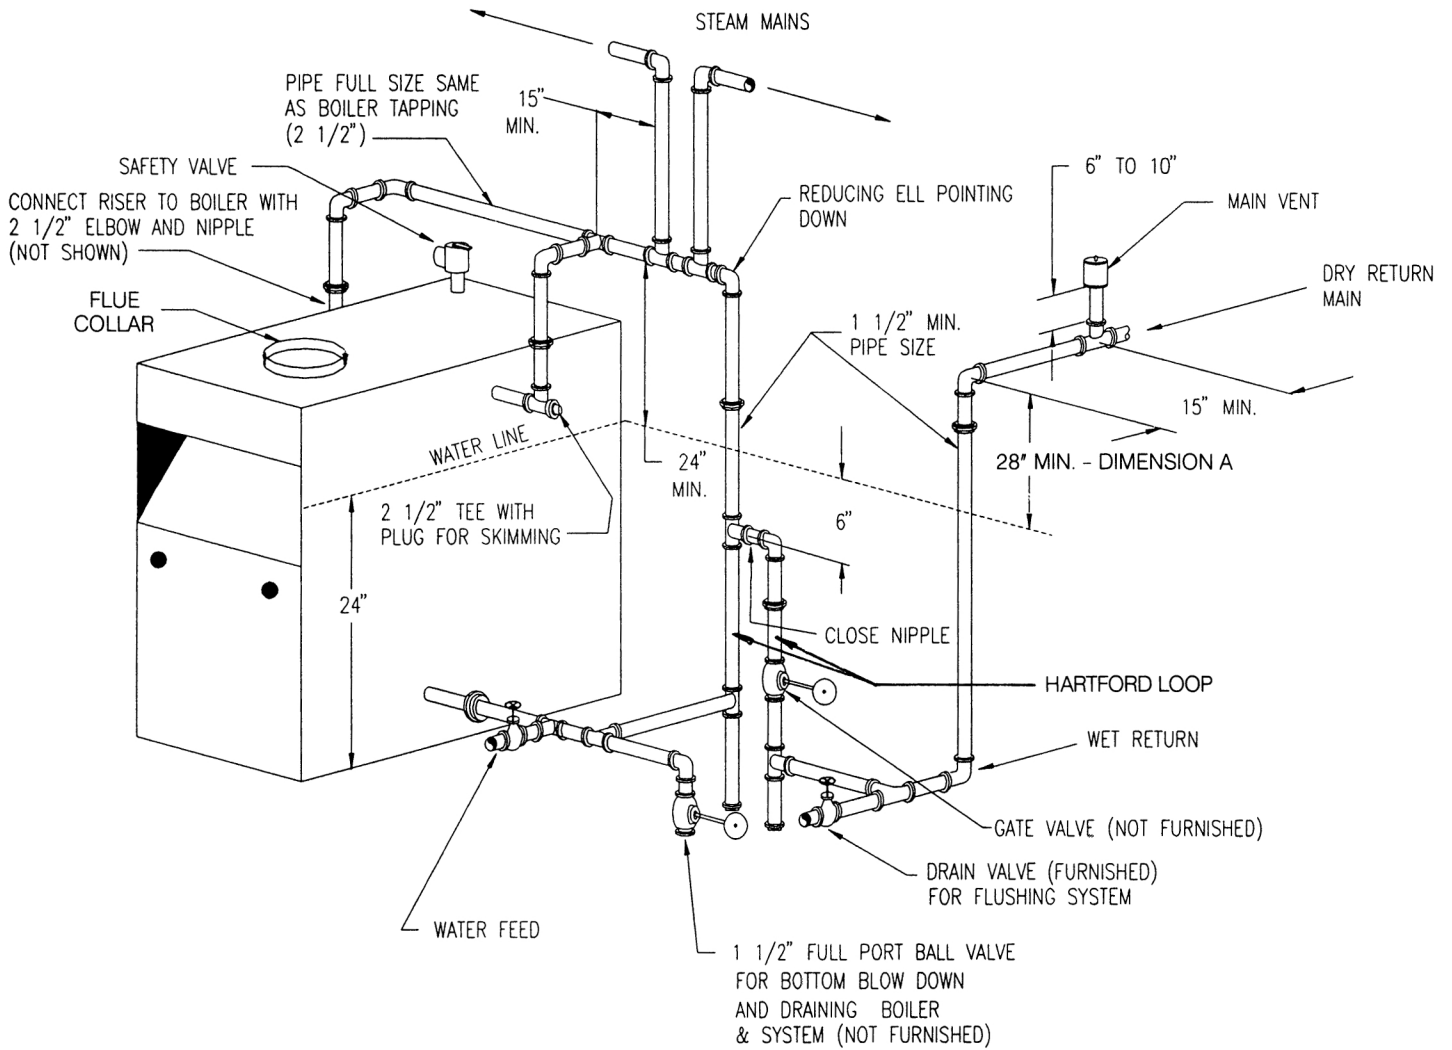 STEAM MAINS
PIPE FULL SIZE SAME
AS BOILER TAPPING
(2 1/2")
15"
MIN.
SAFETY VALVE
CONNECT RISER TO BOILER WITH
2 1/2" ELBOW AND NIPPLE
(NOT SHOWN)
FLUE
COLLAR
REDUCING ELL POINTING
DOWN
6" TO 10"
MAIN VENT
DRY RETURN
MAIN
1 1/2" MIN.
PIPE SIZE
15" MIN.
WATER LINE
24"
MIN.
28" MIN. - DIMENSION A
2 1/2" TEE WITH
PLUG FOR SKIMMING
6"
24"
CLOSE NIPPLE
HARTFORD LOOP
WET RETURN
GATE VALVE (NOT FURNISHED)
DRAIN VALVE (FURNISHED)
FOR FLUSHING SYSTEM
WATER FEED
1 1/2" FULL PORT BALL VALVE
FOR BOTTOM BLOW DOWN
AND DRAINING BOILER
& SYSTEM (NOT FURNISHED)